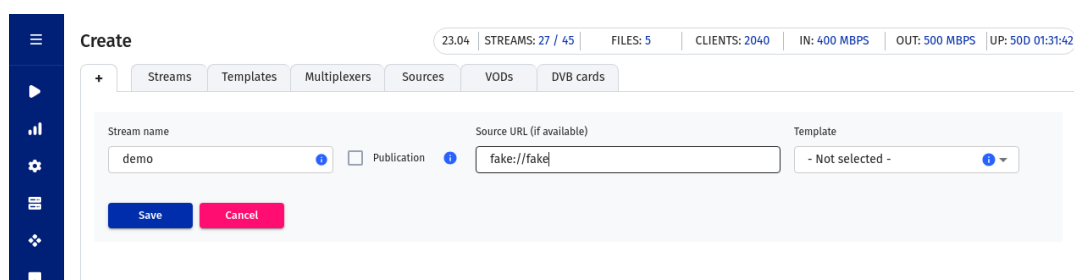 Create
23.04 STREAMS: 27 / 45 FILES: 5 CLIENTS: 2040 IN: 400 MBPS OUT: 500 MBPS UP: 50D 01:31:42
+ Streams Templates Multiplexers Sources VODs DVB cards
Stream name Source URL (if available) Template
demo Publication fake://fake - Not selected -
Save Cancel